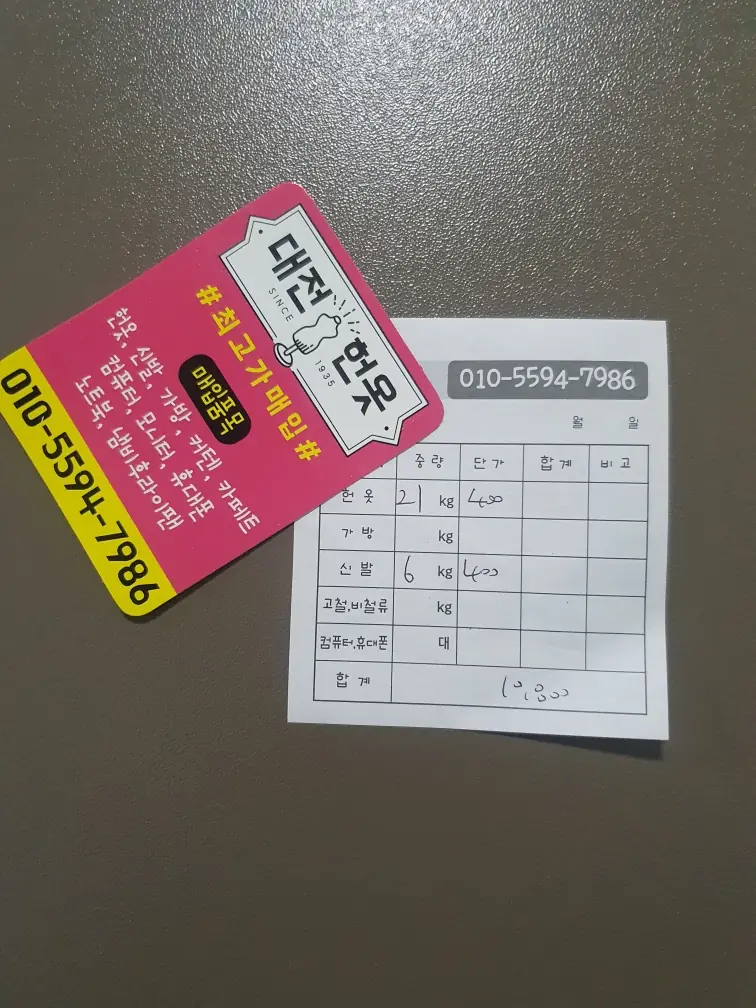 대전 헌옷
SINCE 1935
#최고가매입#
매입품목
헌옷, 신발, 가방, 커텐, 카페트
컴퓨터, 모니터, 휴대폰
노트북, 냄비후라이팬
010-5594-7986
010-5594-7986
월 일
중량 단가 합계 비고
헌옷 21 kg 400
가방 kg
신발 6 kg 400
고철,비철류 kg
컴퓨터,휴대폰 대
합계 10,800